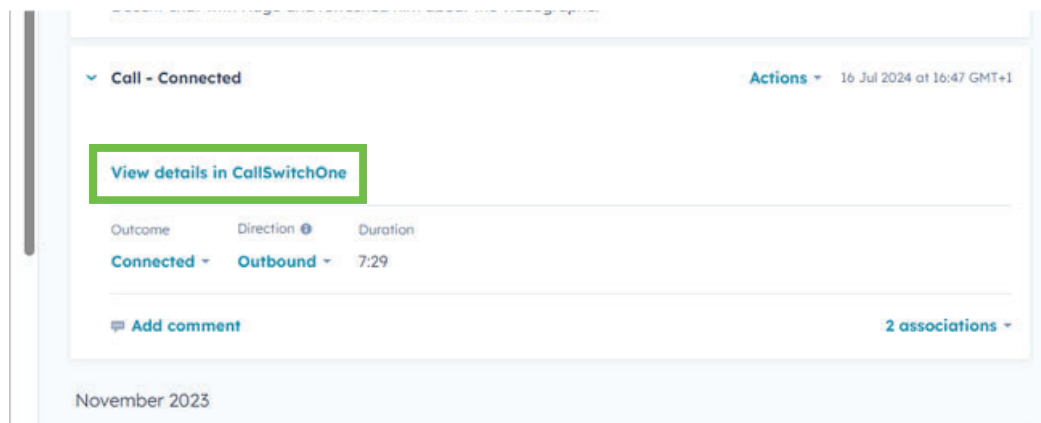 Call - Connected
Actions
16 Jul 2024 at 16:47 GMT+1
View details in CallSwitchOne
Outcome Direction Duration
Connected Outbound 7:29
Add comment
2 associations
November 2023